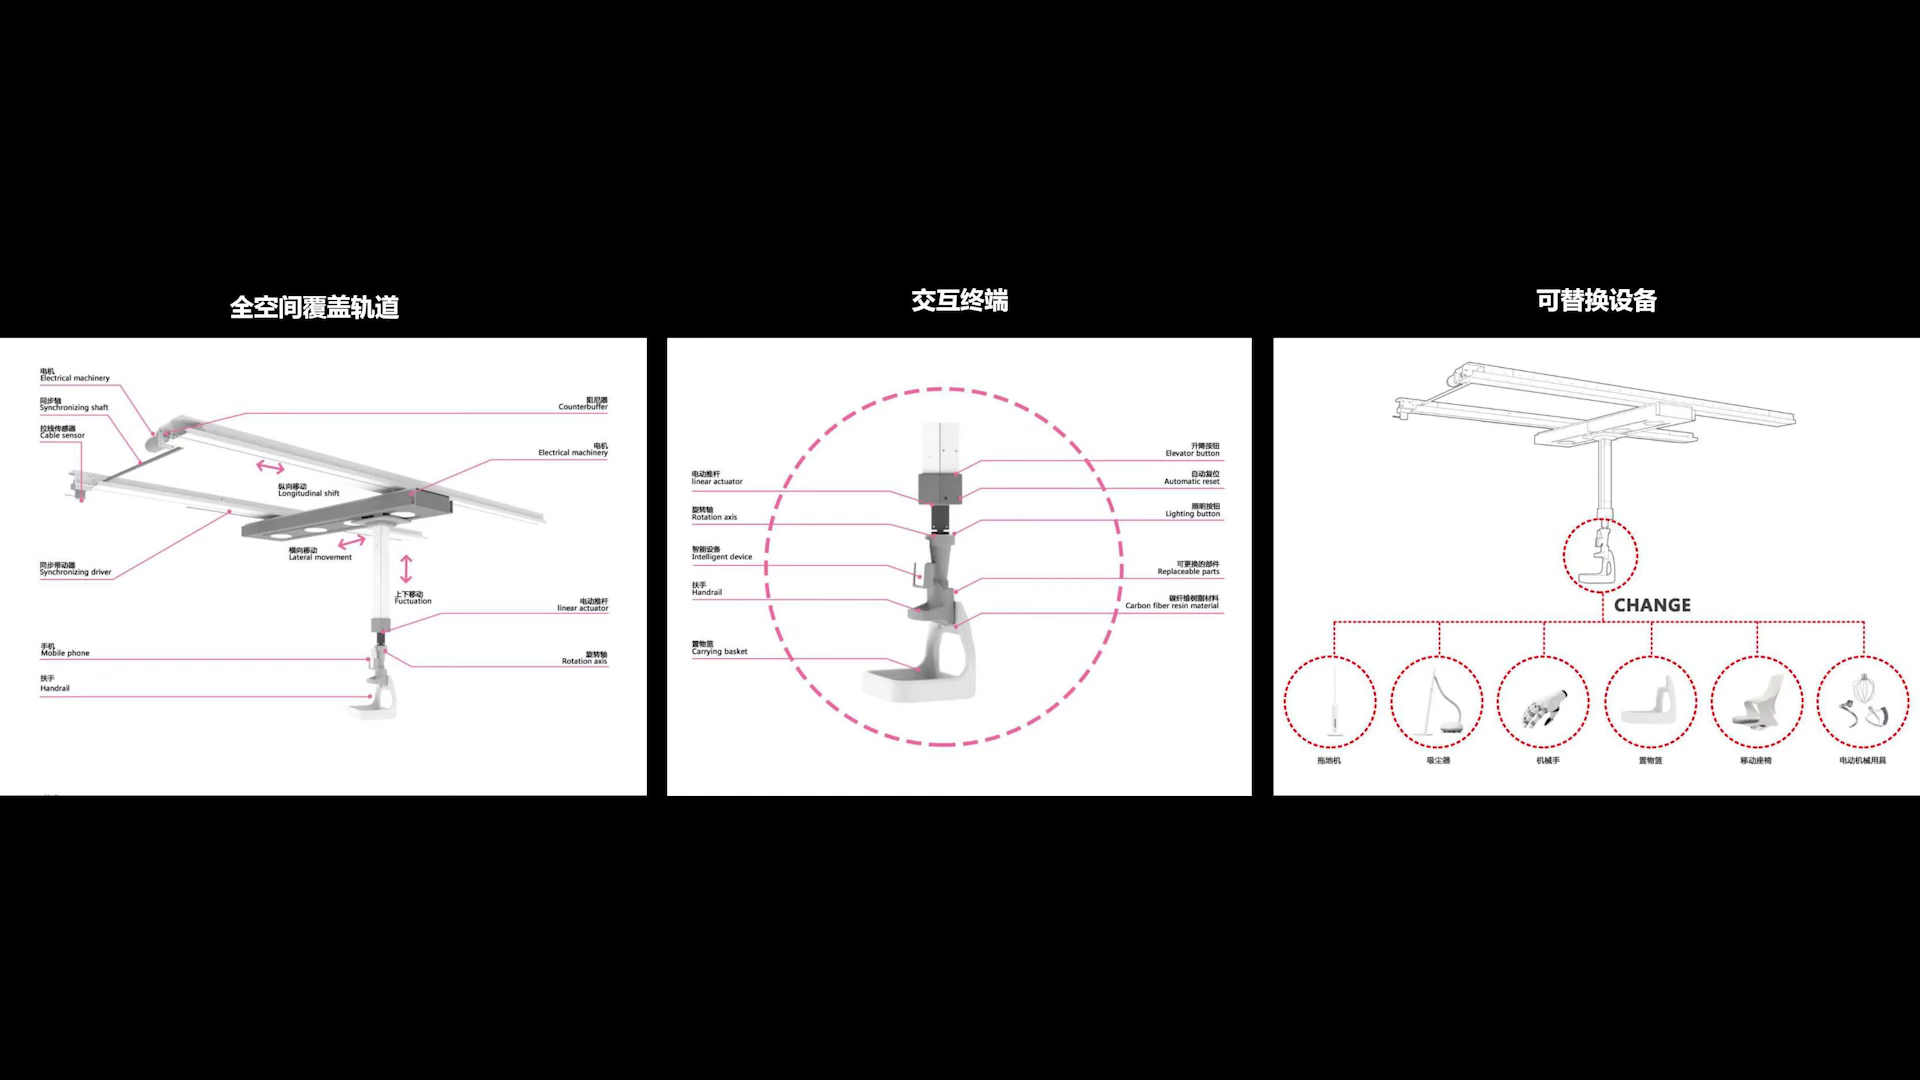 全空间覆盖轨道
电机
Electrical machinery
同步轴
Synchronizing shaft
拉线传感器
Cable sensor
阻尼器
Counterbuffer
电机
Electrical machinery
纵向移动
Longitudinal shift
横向移动
Lateral movement
同步带动器
Synchronizing driver
上下移动
Fuctuation
电动推杆
linear actuator
手机
Mobile phone
旋转轴
Rotation axis
扶手
Handrail
交互终端
升降按钮
Elevator button
电动推杆
linear actuator
自动复位
Automatic reset
旋转轴
Rotation axis
照明按钮
Lighting button
智能设备
Intelligent device
可更换的部件
Replaceable parts
扶手
Handrail
碳纤维树脂材料
Carbon fiber resin material
置物篮
Carrying basket
可替换设备
CHANGE
拖地机
吸尘器
机械手
置物篮
移动座椅
电动机械用具